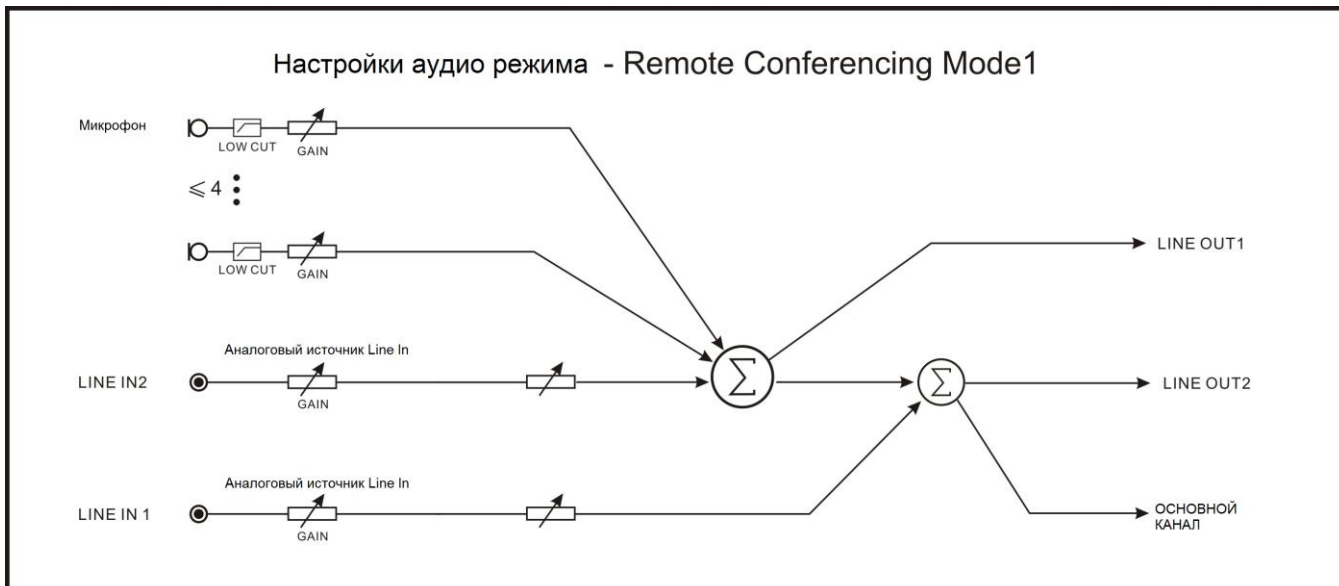 Настройки аудио режима - Remote Conferencing Mode1
Микрофон
LOW CUT
GAIN
⩽ 4
LOW CUT
GAIN
LINE OUT1
Аналоговый источник Line In
LINE IN2
GAIN
Σ
Σ
LINE OUT2
Аналоговый источник Line In
LINE IN 1
GAIN
ОСНОВНОЙ
КАНАЛ